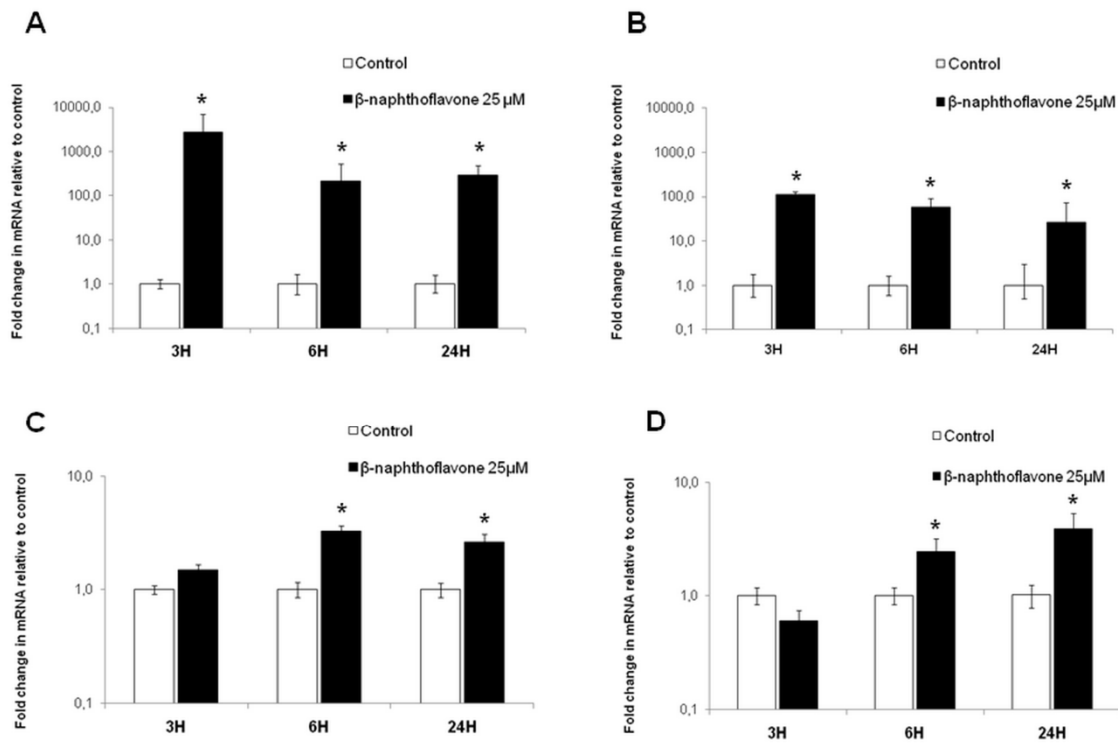 A
Control
β-naphthoflavone 25 µM
Fold change in mRNA relative to control
10000,0
1000,0
100,0
10,0
1,0
0,1
* * *
3H 6H 24H
B
Control
β-naphthoflavone 25 µM
Fold change in mRNA relative to control
10000,0
1000,0
100,0
10,0
1,0
0,1
* * *
3H 6H 24H
C
Control
β-naphthoflavone 25µM
Fold change in mRNA relative to control
10,0
1,0
0,1
* *
3H 6H 24H
D
Control
β-naphthoflavone 25µM
Fold change in mRNA relative to control
10,0
1,0
0,1
* *
3H 6H 24H